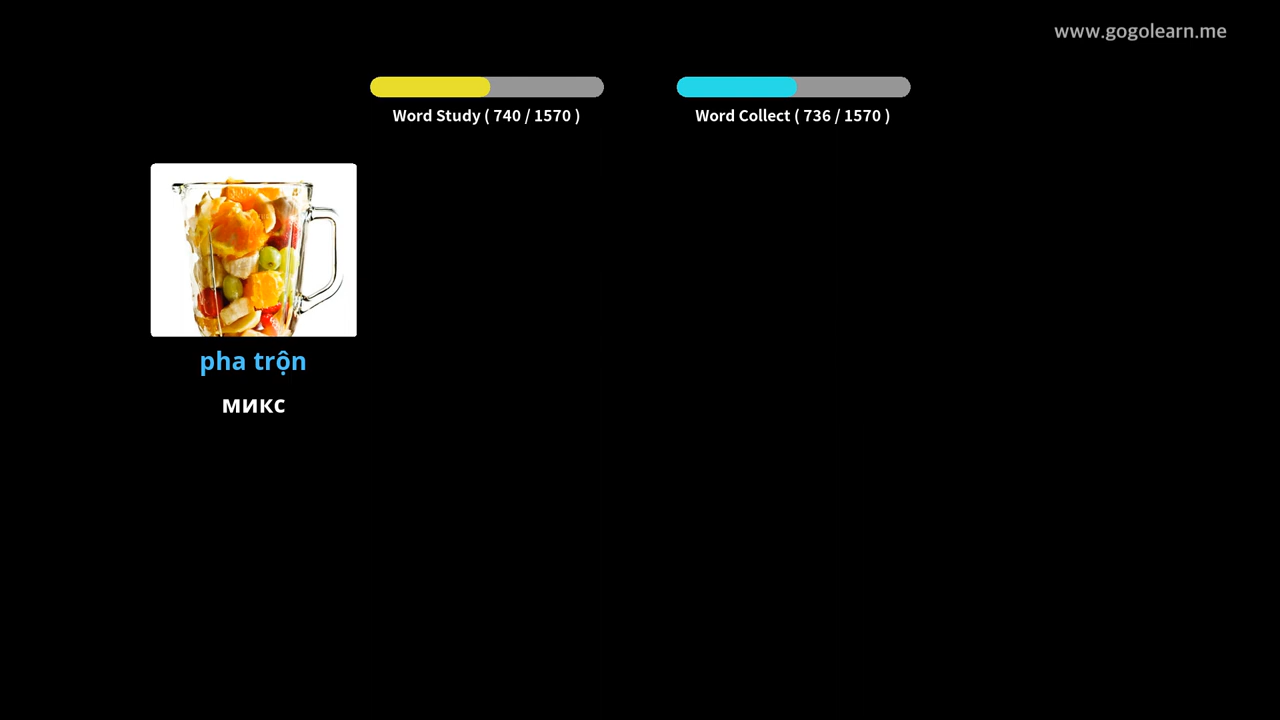 www.gogolearn.me
Word Study ( 740 / 1570 )
Word Collect ( 736 / 1570 )
pha trộn
микс